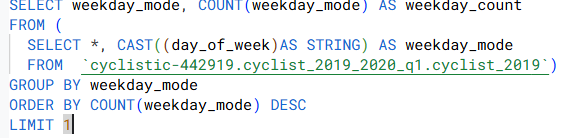 SELECT weekday_mode, COUNT(weekday_mode) AS weekday_count
FROM (
SELECT *, CAST((day_of_week)AS STRING) AS weekday_mode
FROM `cyclistic-442919.cyclist_2019_2020_q1.cyclist_2019`)
GROUP BY weekday_mode
ORDER BY COUNT(weekday_mode) DESC
LIMIT 1